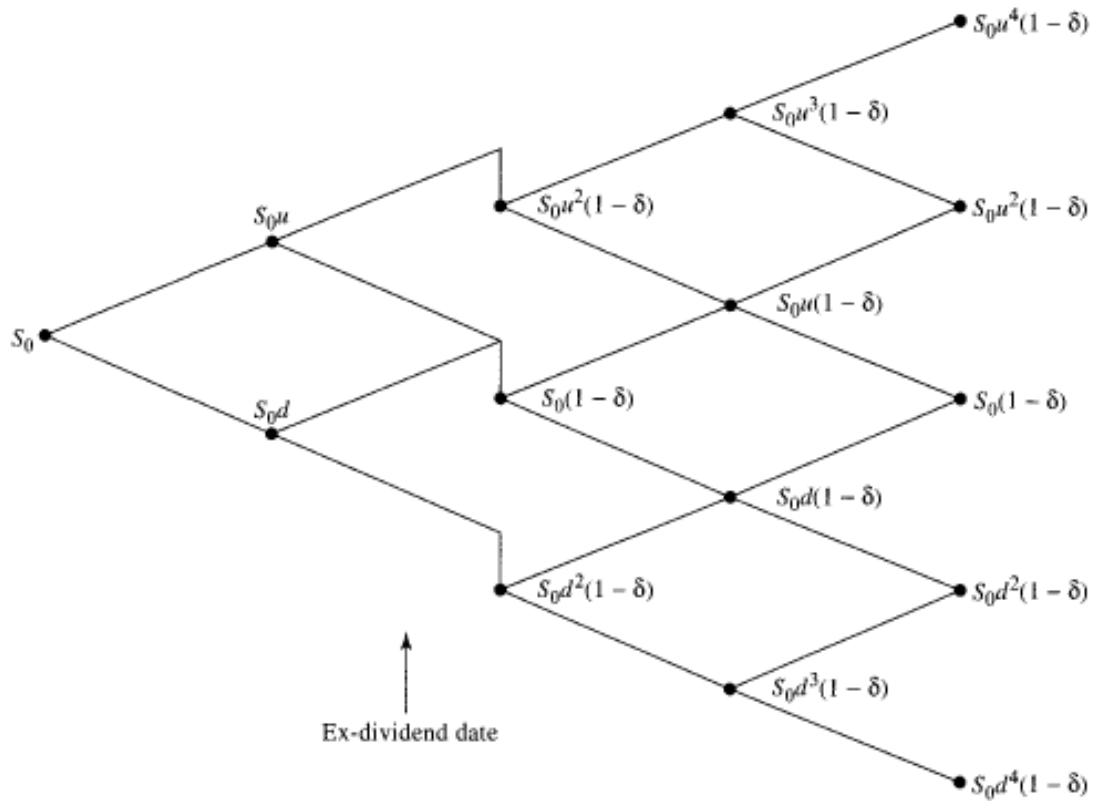 S₀u⁴(1 – δ)
S₀u³(1 – δ)
S₀u²(1 – δ)
S₀u²(1 – δ)
S₀u
S₀u(1 – δ)
S₀
S₀(1 – δ)
S₀(1 – δ)
S₀d
S₀d(1 – δ)
S₀d²(1 – δ)
S₀d²(1 – δ)
S₀d³(1 – δ)
Ex-dividend date
S₀d⁴(1 – δ)